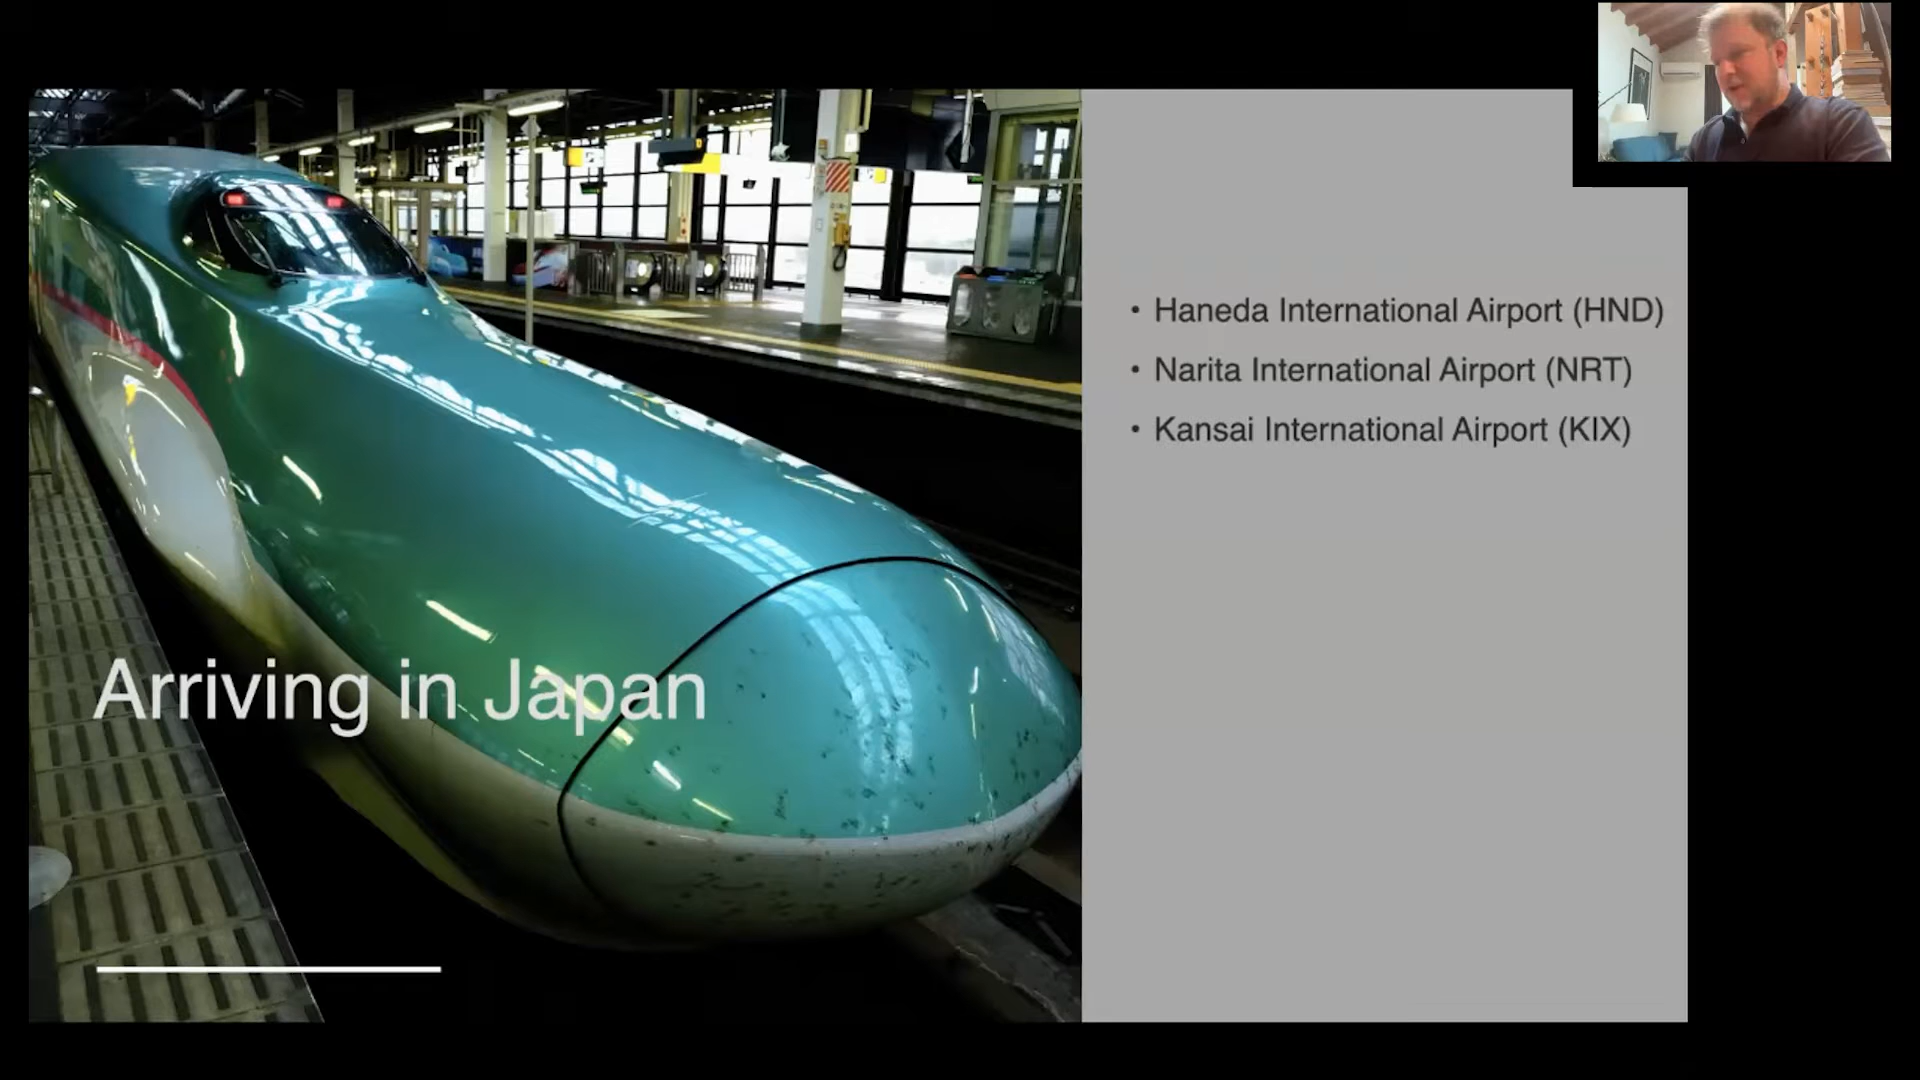 Arriving in Japan
• Haneda International Airport (HND)
• Narita International Airport (NRT)
• Kansai International Airport (KIX)